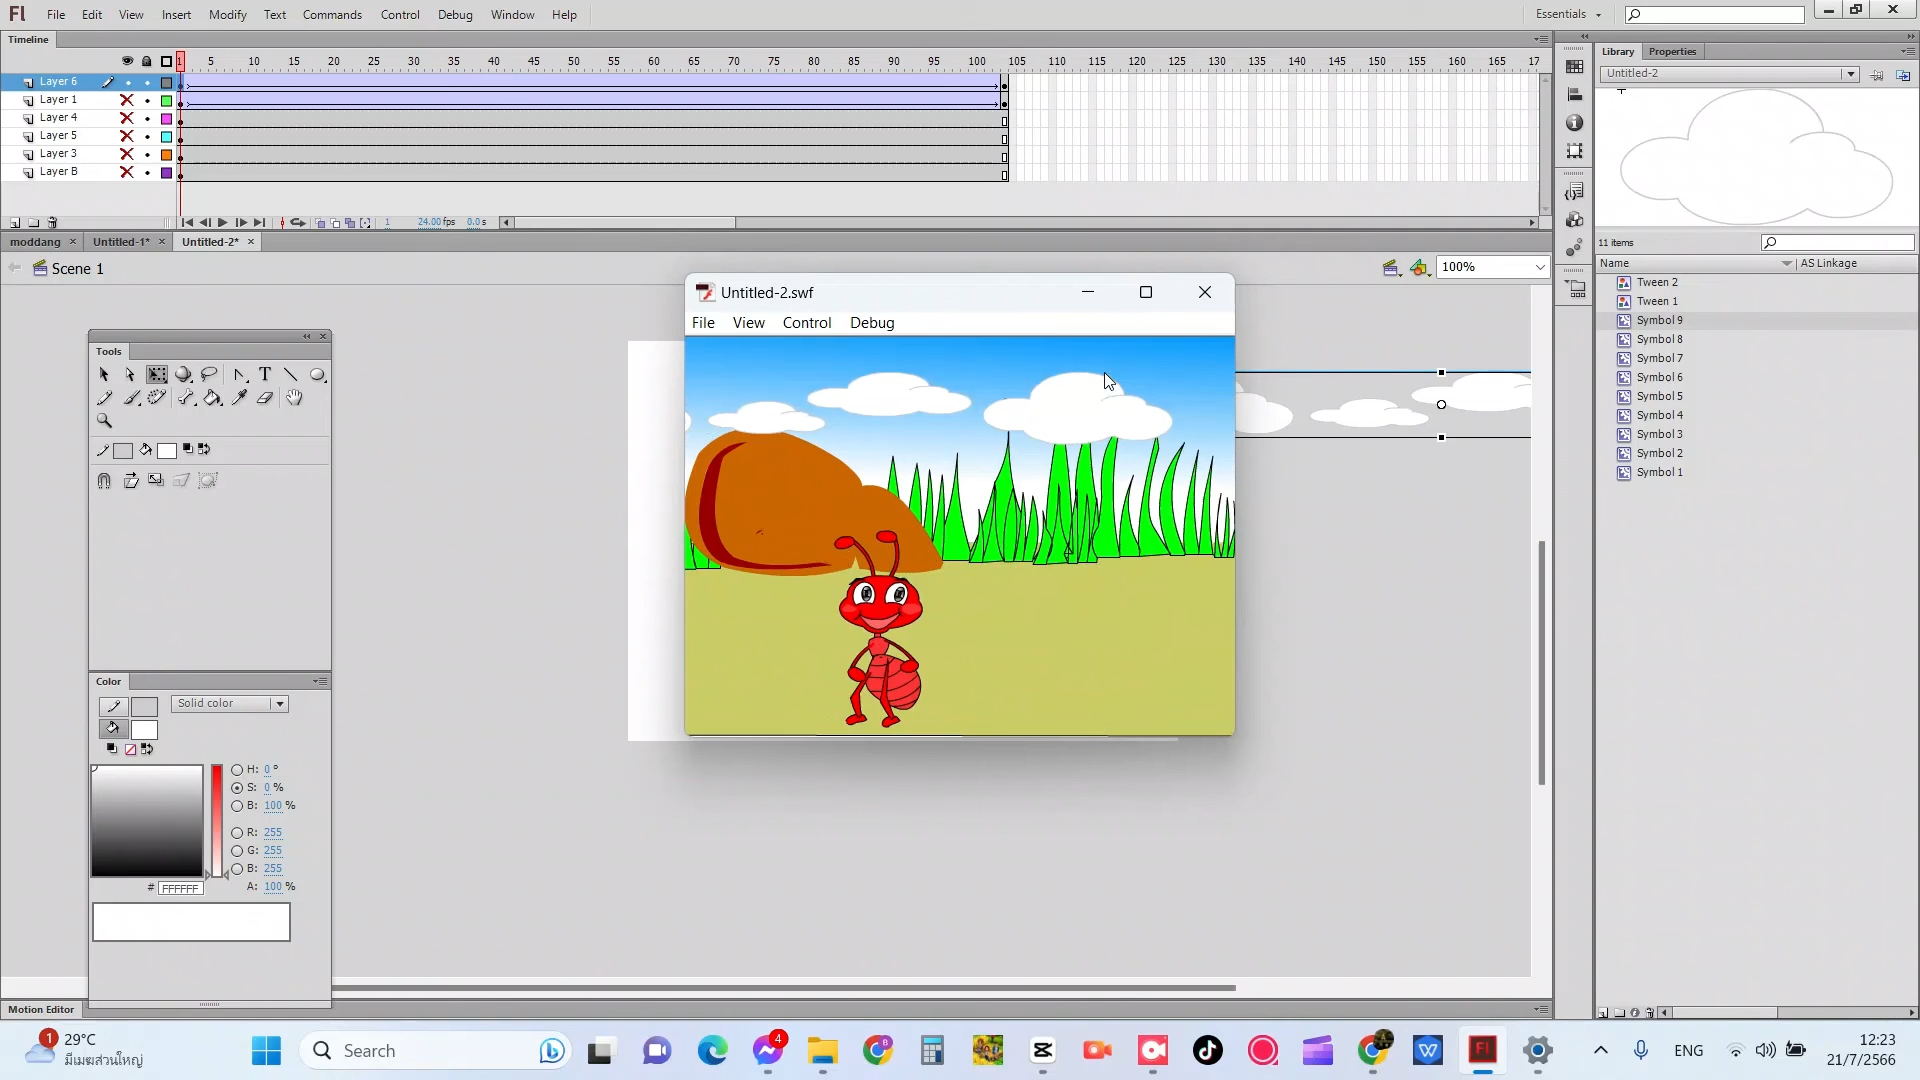 Fl File Edit View Insert Modify Text Commands Control Debug Window Help Essentials
Timeline
1 5 10 15 20 25 30 35 40 45 50 55 60 65 70 75 80 85 90 95 100 105 110 115 120 125 130 135 140 145 150 155 160 165 17
Layer 6
Layer 1
Layer 4
Layer 5
Layer 3
Layer B
1 24.00 fps 0.0 s
moddang Untitled-1* Untitled-2*
Scene 1
100%
Library Properties
Untitled-2
11 items
Name AS Linkage
Tween 2
Tween 1
Symbol 9
Symbol 8
Symbol 7
Symbol 6
Symbol 5
Symbol 4
Symbol 3
Symbol 2
Symbol 1
Untitled-2.swf
File View Control Debug
Tools
Color
Solid color
H: 0 °
S: 0 %
B: 100 %
R: 255
G: 255
B: 255
A: 100 %
# FFFFFF
Motion Editor
1
29°C
มีเมฆส่วนใหญ่
Search
4
ENG
12:23
21/7/2566